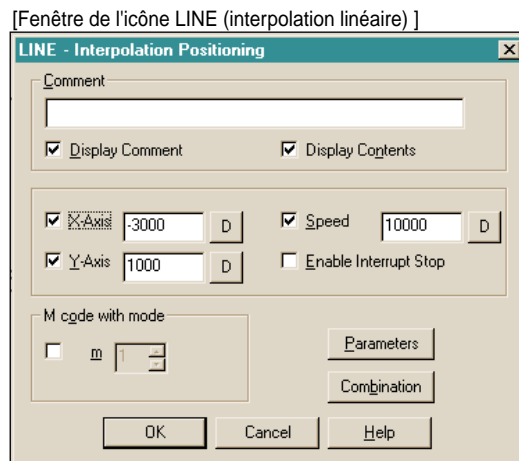 [Fenêtre de l'icône LINE (interpolation linéaire) ]
LINE - Interpolation Positioning
Comment
Display Comment Display Contents
X-Axis -3000 D Speed 10000 D
Y-Axis 1000 D Enable Interrupt Stop
M code with mode
m 1
Parameters
Combination
OK Cancel Help